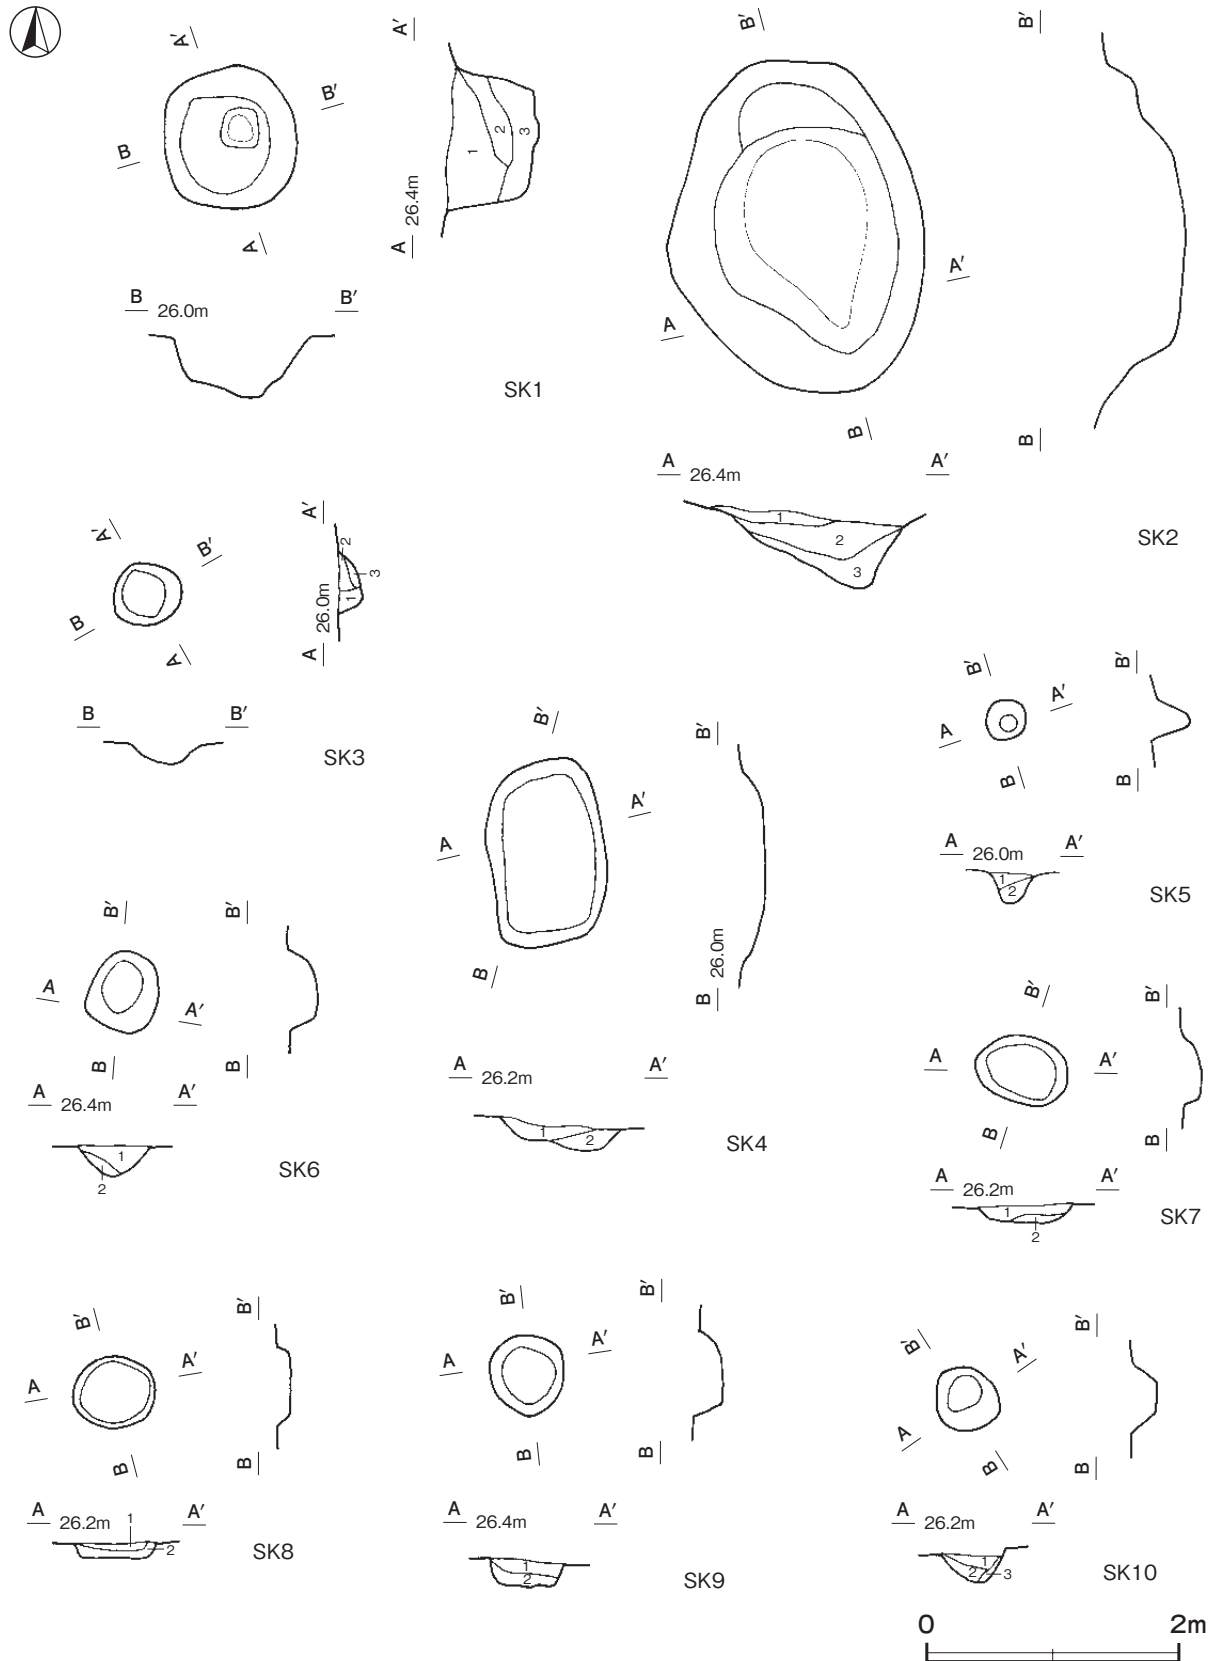 A′
B′
B
A
A′
26.4m
A
1
2
3
B 26.0m B′
SK1
B′
A′
A
B
B′
B
A 26.4m A′
1
2
3
SK2
A′
B′
B
A
A′
2
3
1
26.0m
A
B B′
SK3
B′
A′
A
B
B′
26.0m
B
A 26.2m A′
1
2
SK4
B′
A′
A
B
B′
B
A 26.0m A′
1
2
SK5
B′
A
A′
B
B′
B
A 26.4m A′
1
2
SK6
B′
A A′
B
B′
B
A 26.2m A′
1
2
SK7
B′
A′
A
B
B′
B
A 26.2m A′
1
2
SK8
B′
A′
A
B
B′
B
A 26.4m A′
1
2
SK9
B′
A′
A
B
B′
B
A 26.2m A′
1
2 3
SK10
0 2m